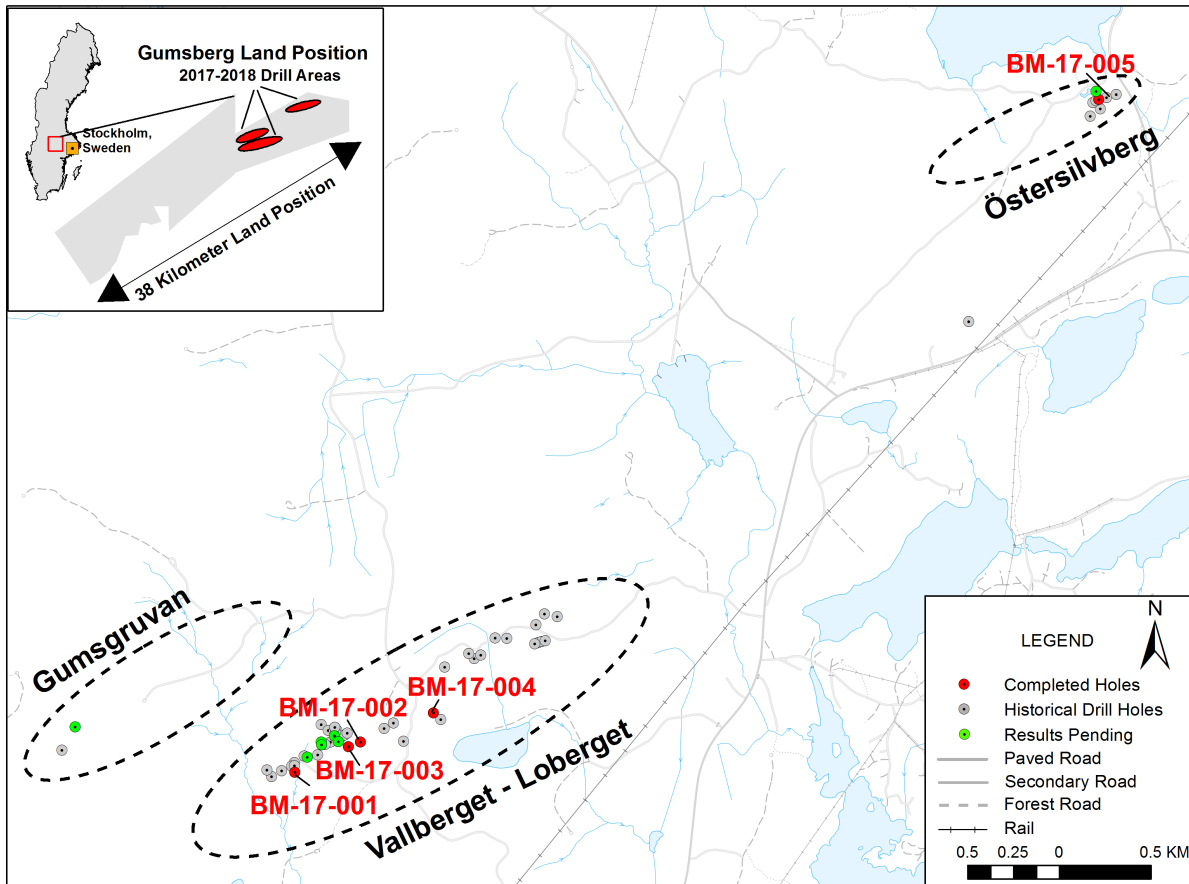 Gumsberg Land Position
2017-2018 Drill Areas
Stockholm,
Sweden
38 Kilometer Land Position
BM-17-005
Östersilvberg
Gumsgruvan
BM-17-004
BM-17-002
BM-17-003
BM-17-001
Vallberget - Loberget
N
LEGEND
Completed Holes
Historical Drill Holes
Results Pending
Paved Road
Secondary Road
Forest Road
Rail
0.5 0.25 0 0.5 KM